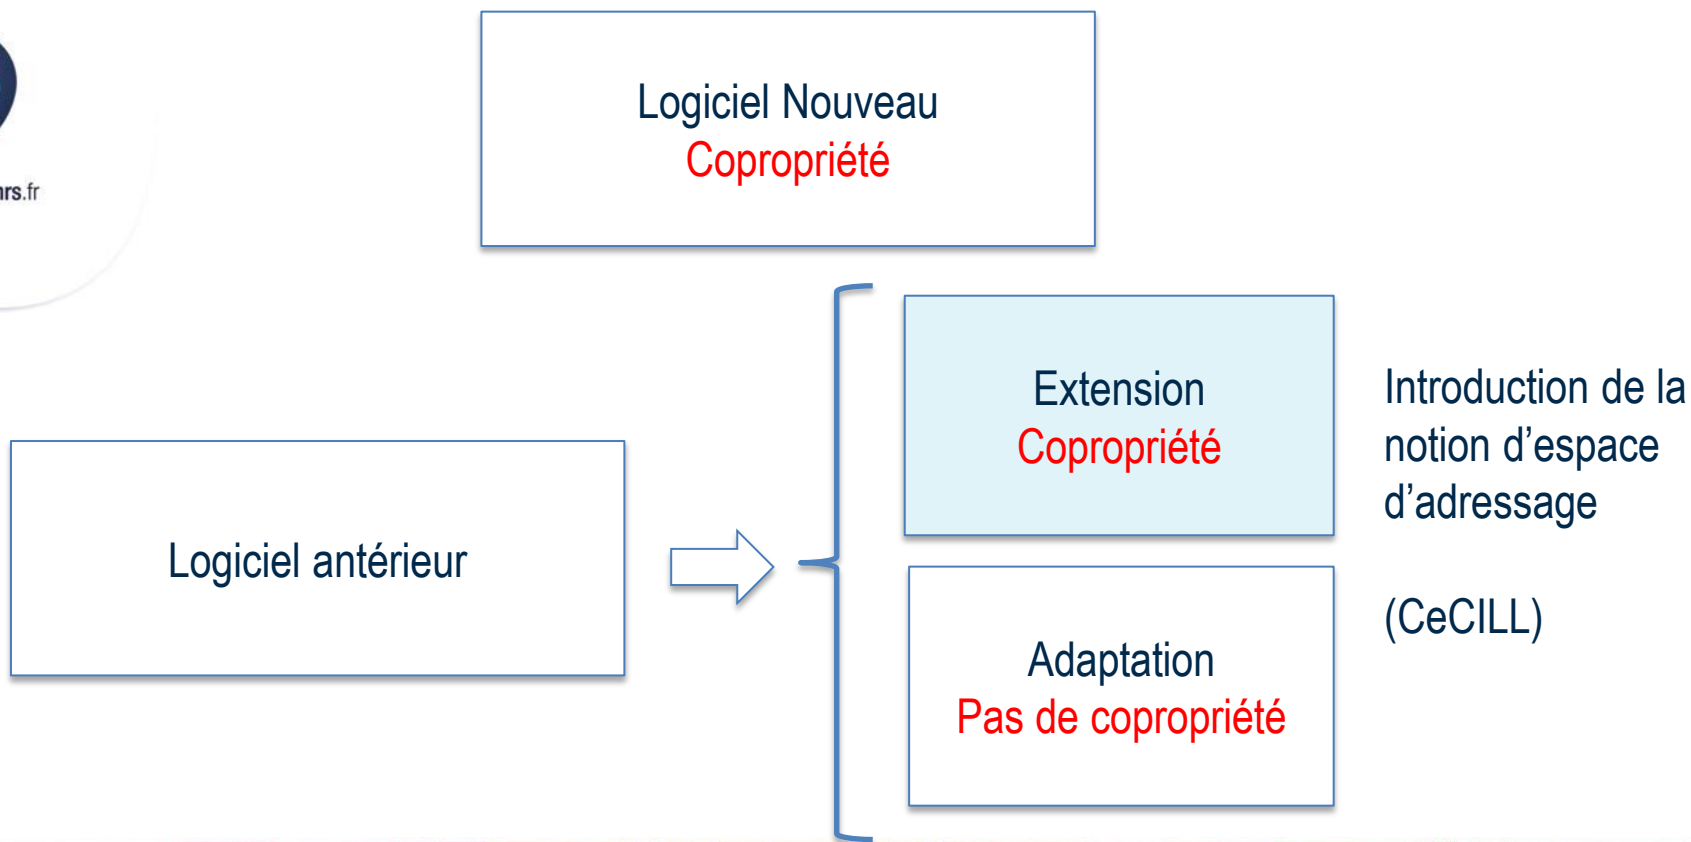 Logiciel Nouveau
Copropriété
rs.fr
Extension
Copropriété
Introduction de la
notion d’espace
d’adressage
(CeCILL)
Logiciel antérieur
Adaptation
Pas de copropriété